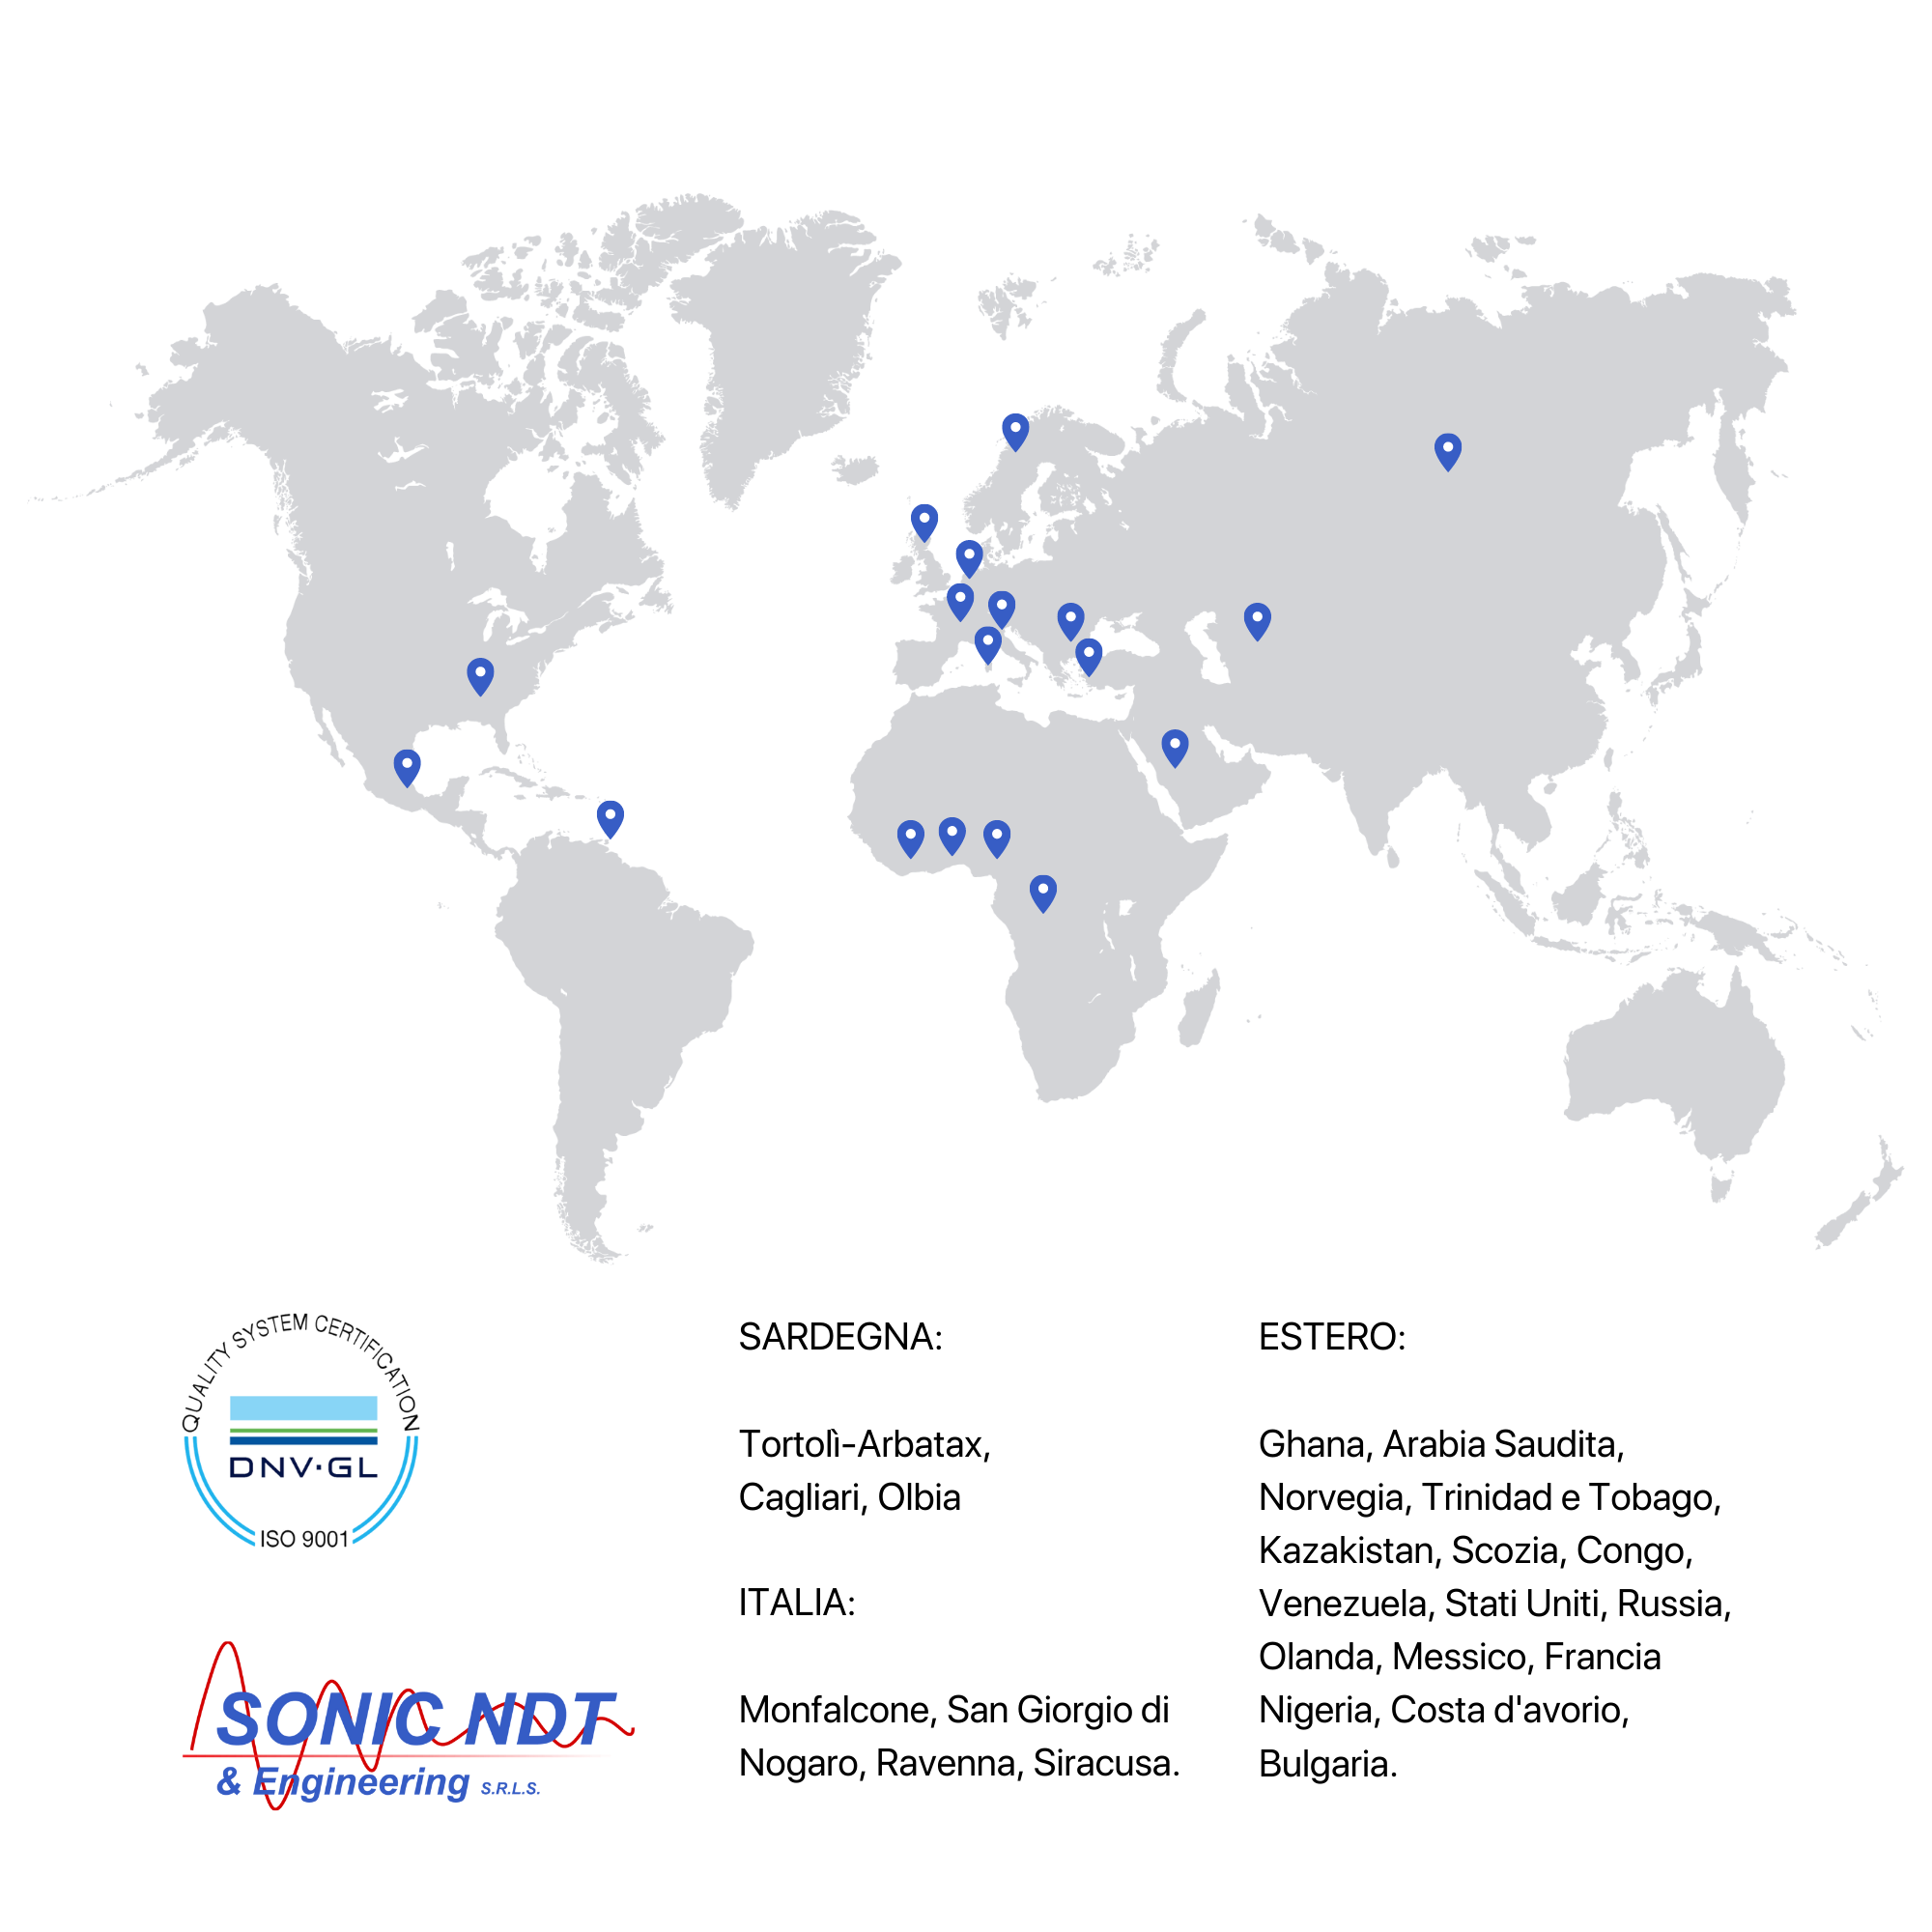 QUALITY SYSTEM CERTIFICATION
DNV·GL
ISO 9001
SONIC NDT
& Engineering S.R.L.S.
SARDEGNA:
Tortolì-Arbatax,
Cagliari, Olbia
ITALIA:
Monfalcone, San Giorgio di
Nogaro, Ravenna, Siracusa.
ESTERO:
Ghana, Arabia Saudita,
Norvegia, Trinidad e Tobago,
Kazakistan, Scozia, Congo,
Venezuela, Stati Uniti, Russia,
Olanda, Messico, Francia
Nigeria, Costa d'avorio,
Bulgaria.